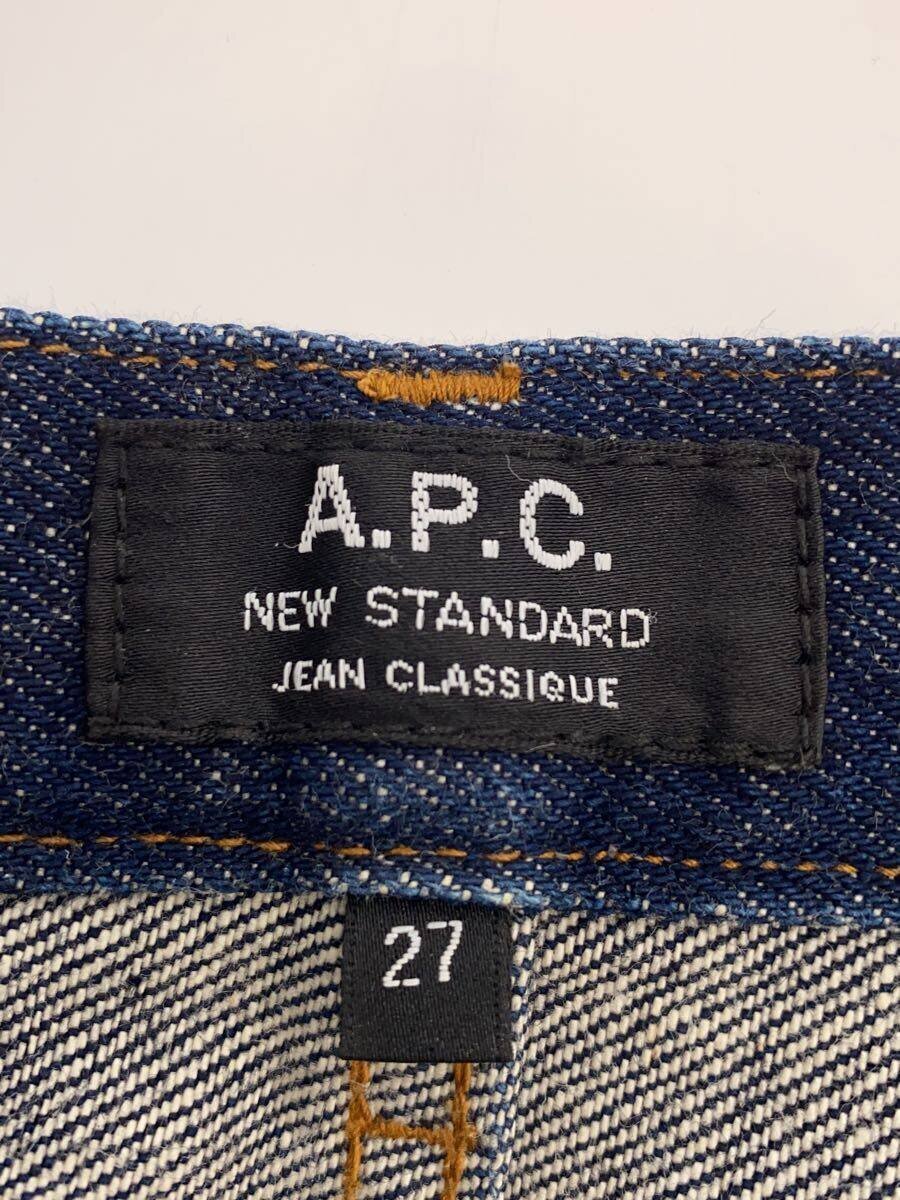 A.P.C.
NEW STANDARD
JEAN CLASSIQUE
27